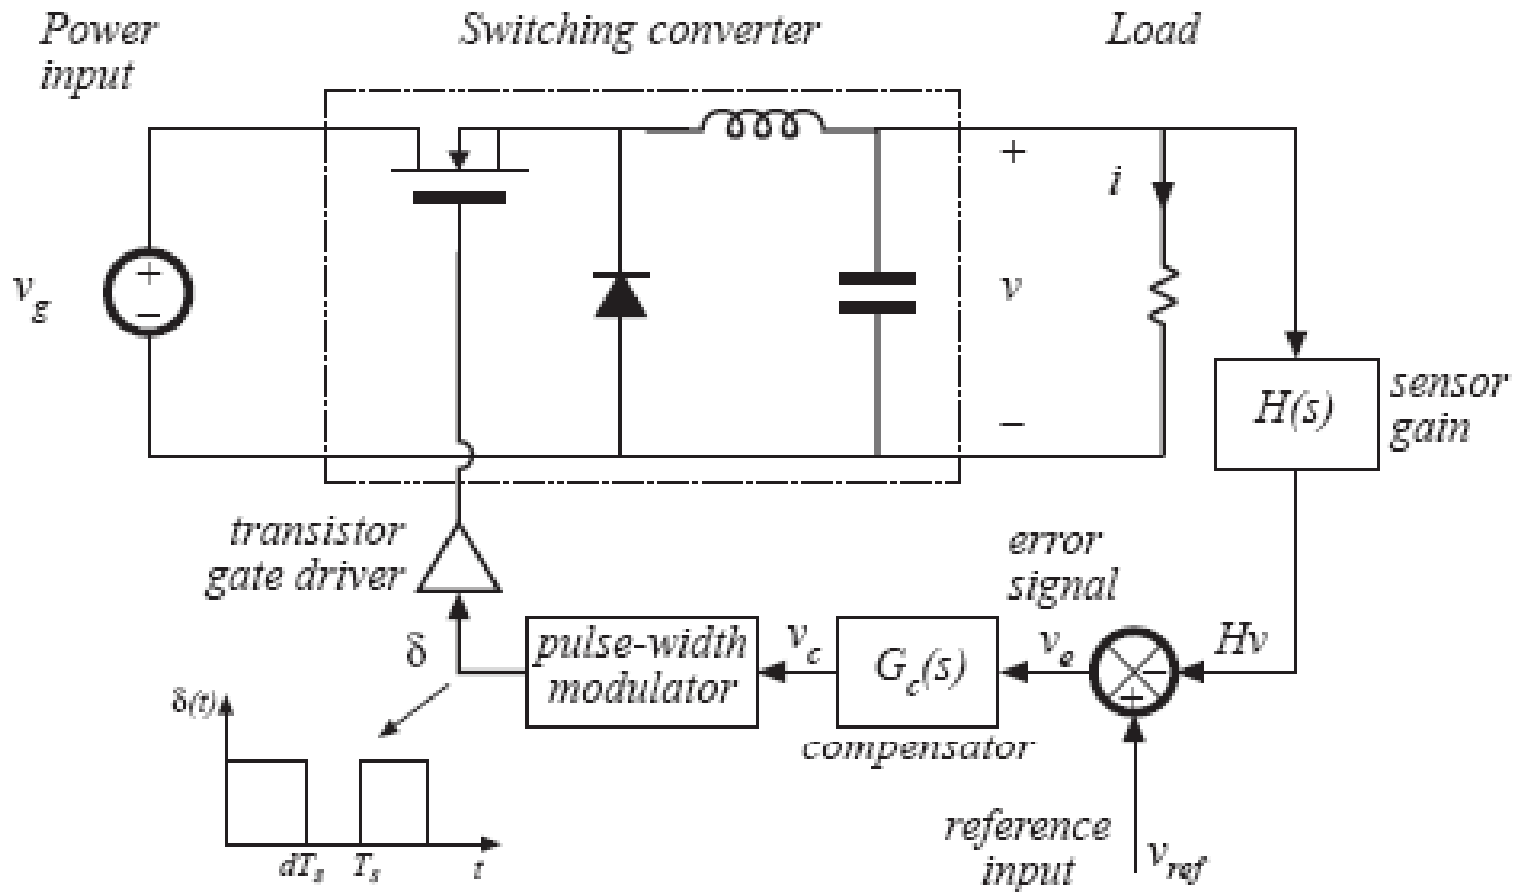 Power
input
Switching converter
Load
v_g
+
−
+
v
−
i
H(s)
sensor
gain
transistor
gate driver
error
signal
δ
pulse-width
modulator
v_c
G_c(s)
v_e
Hv
+
compensator
δ(t)
dT_s
T_s
t
reference
input
v_ref